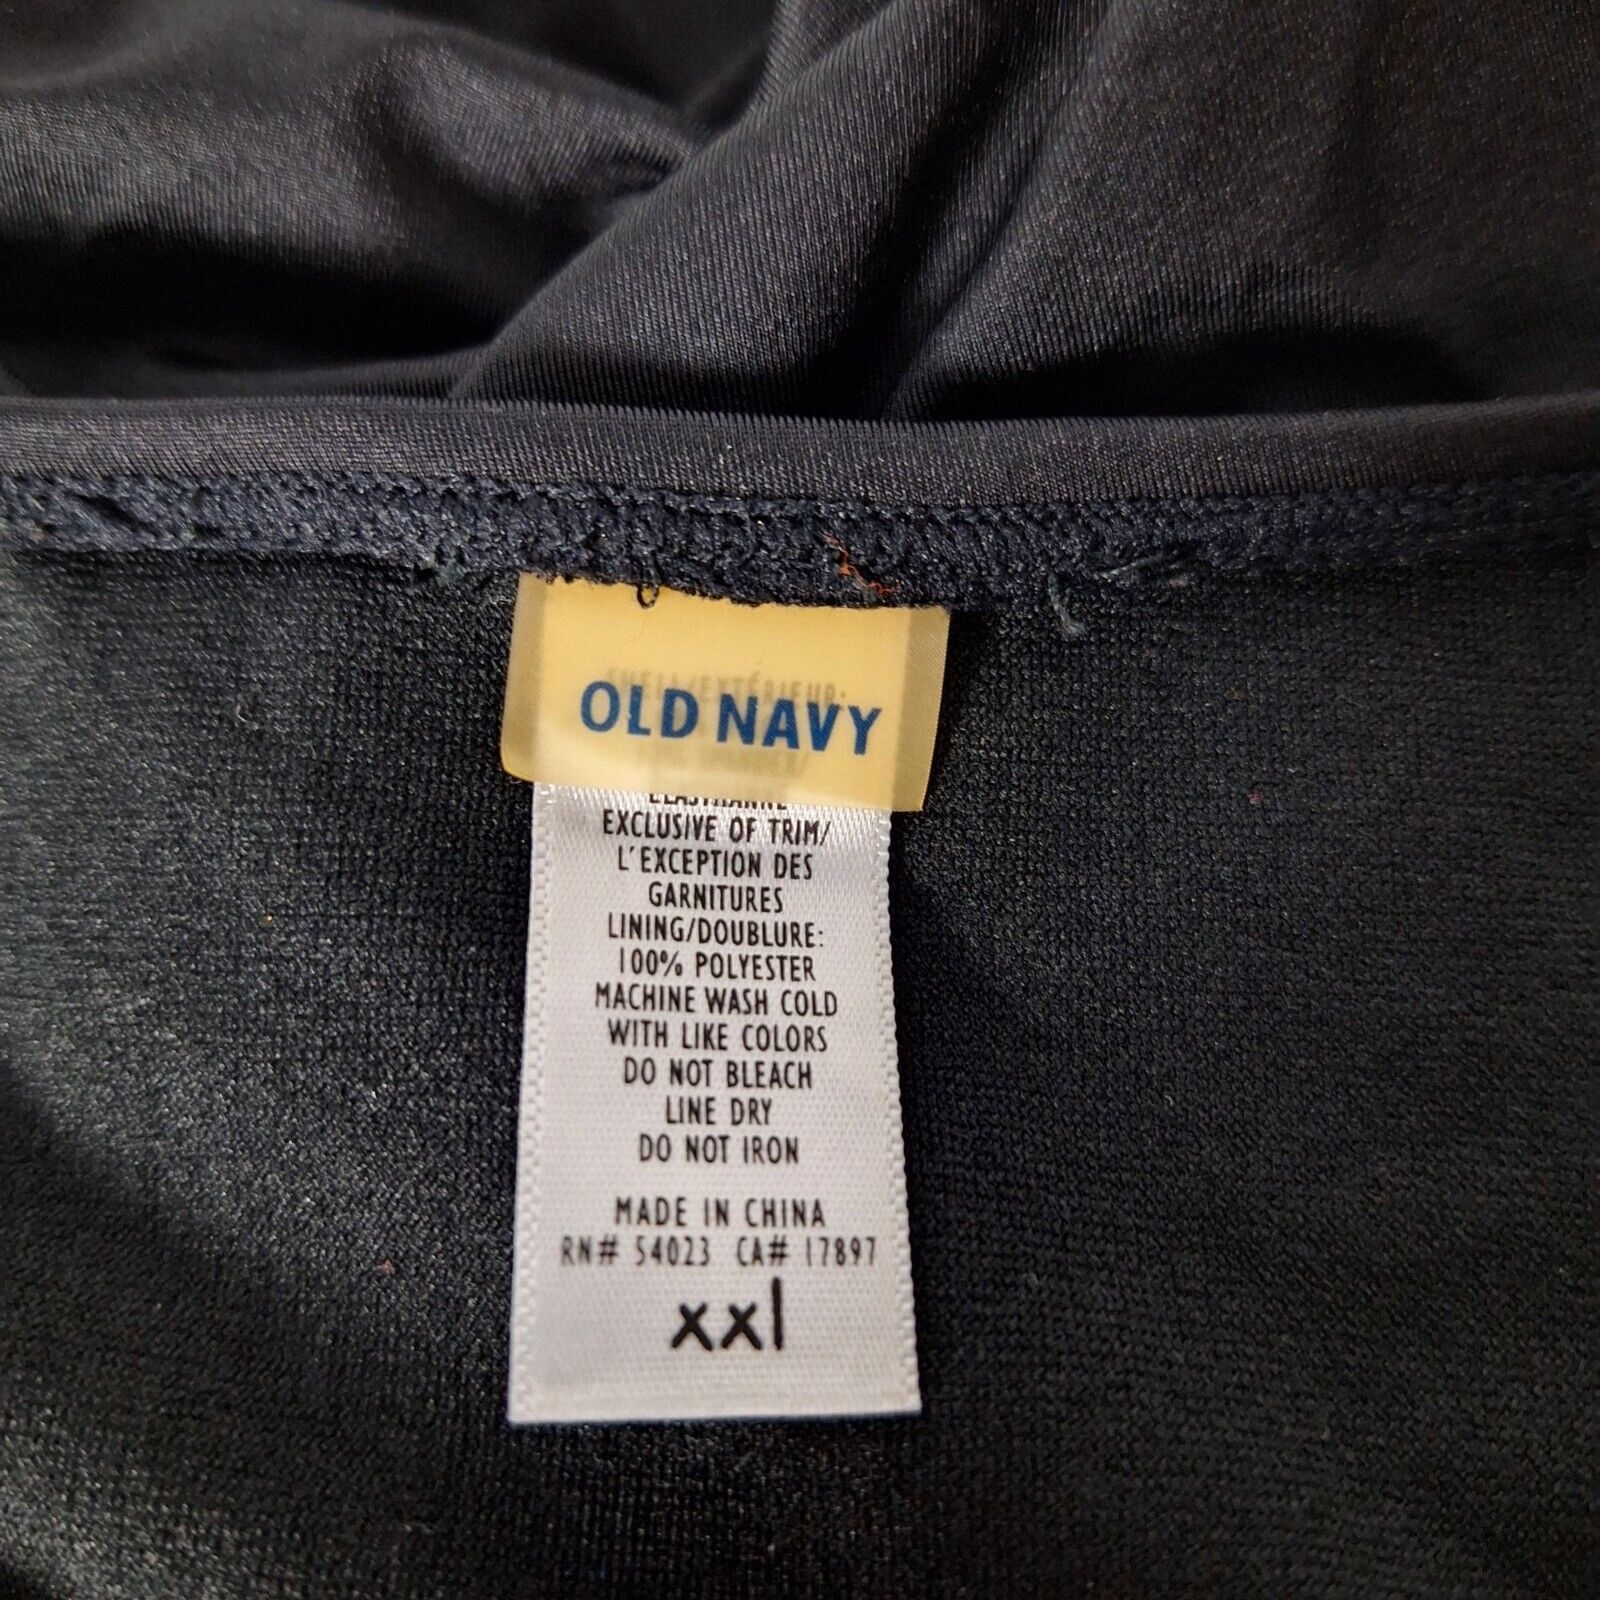 OLD NAVY
EXCLUSIVE OF TRIM/
L'EXCEPTION DES
GARNITURES
LINING/DOUBLURE:
100% POLYESTER
MACHINE WASH COLD
WITH LIKE COLORS
DO NOT BLEACH
LINE DRY
DO NOT IRON
MADE IN CHINA
RN# 54023 CA# 17897
xxl